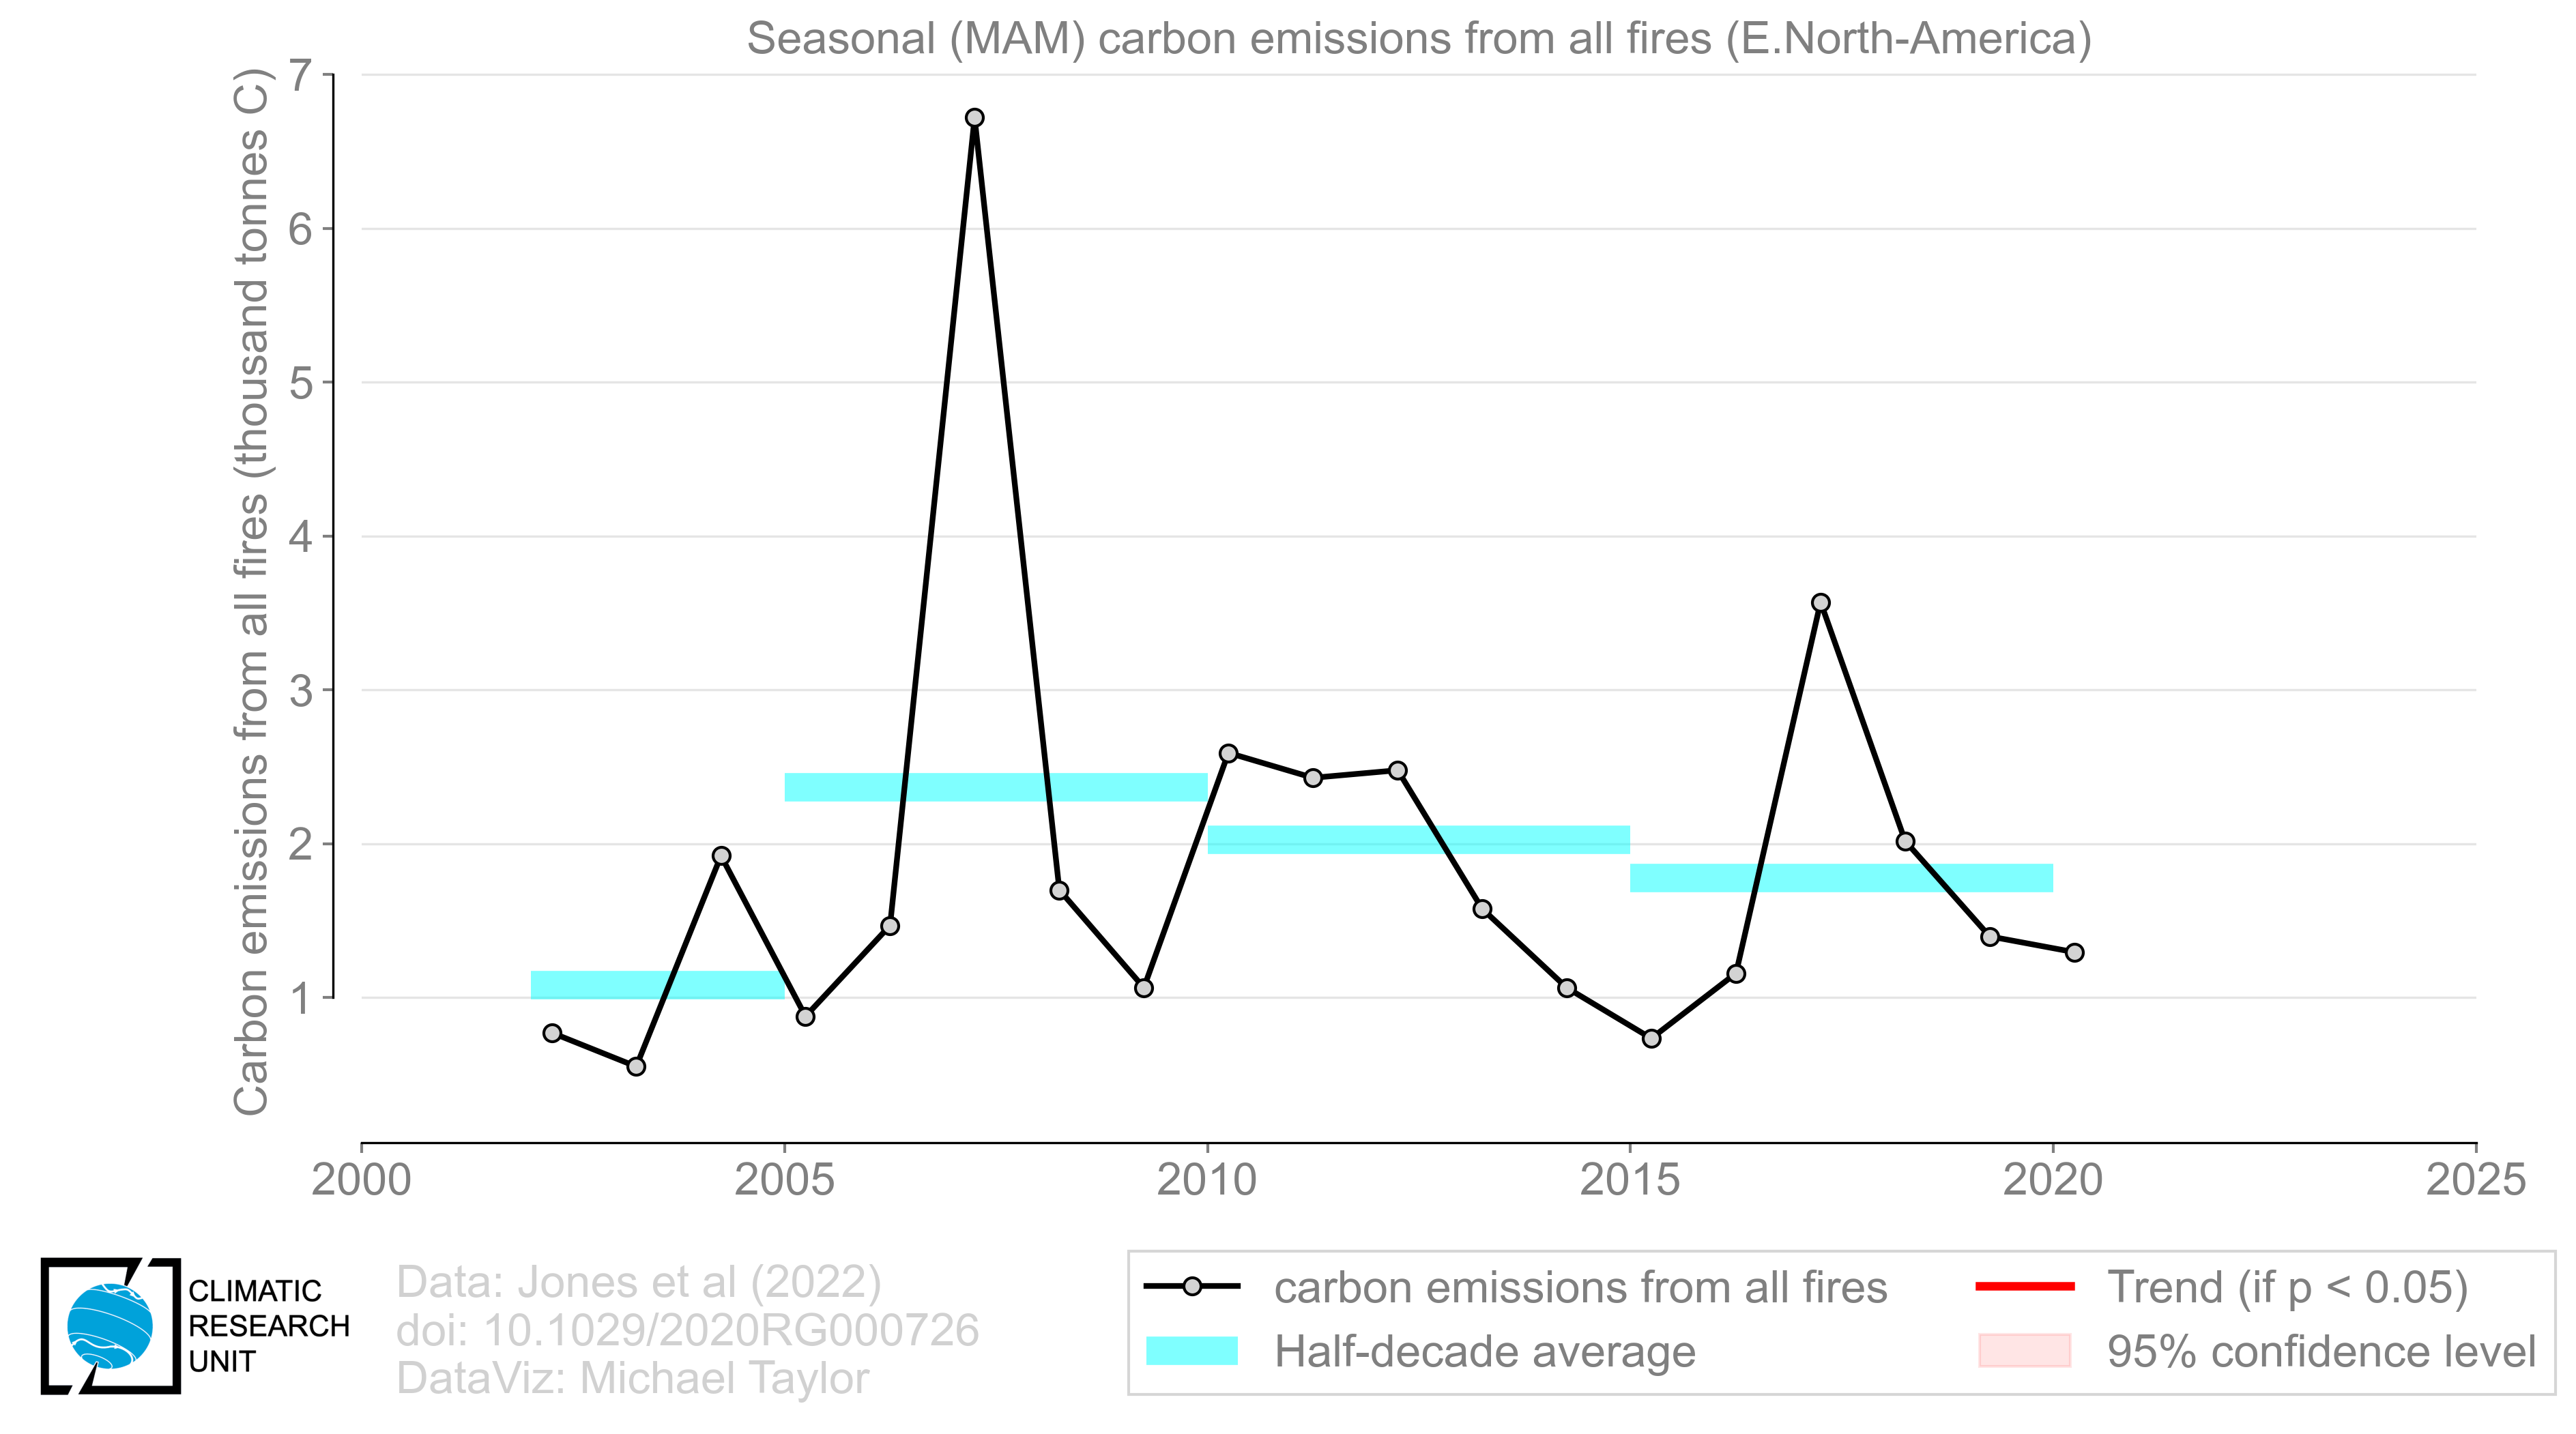 Seasonal (MAM) carbon emissions from all fires (E.North-America)
Carbon emissions from all fires (thousand tonnes C)
7
6
5
4
3
2
1
2000 2005 2010 2015 2020 2025
CLIMATIC
RESEARCH
UNIT
Data: Jones et al (2022)
doi: 10.1029/2020RG000726
DataViz: Michael Taylor
carbon emissions from all fires
Half-decade average
Trend (if p < 0.05)
95% confidence level